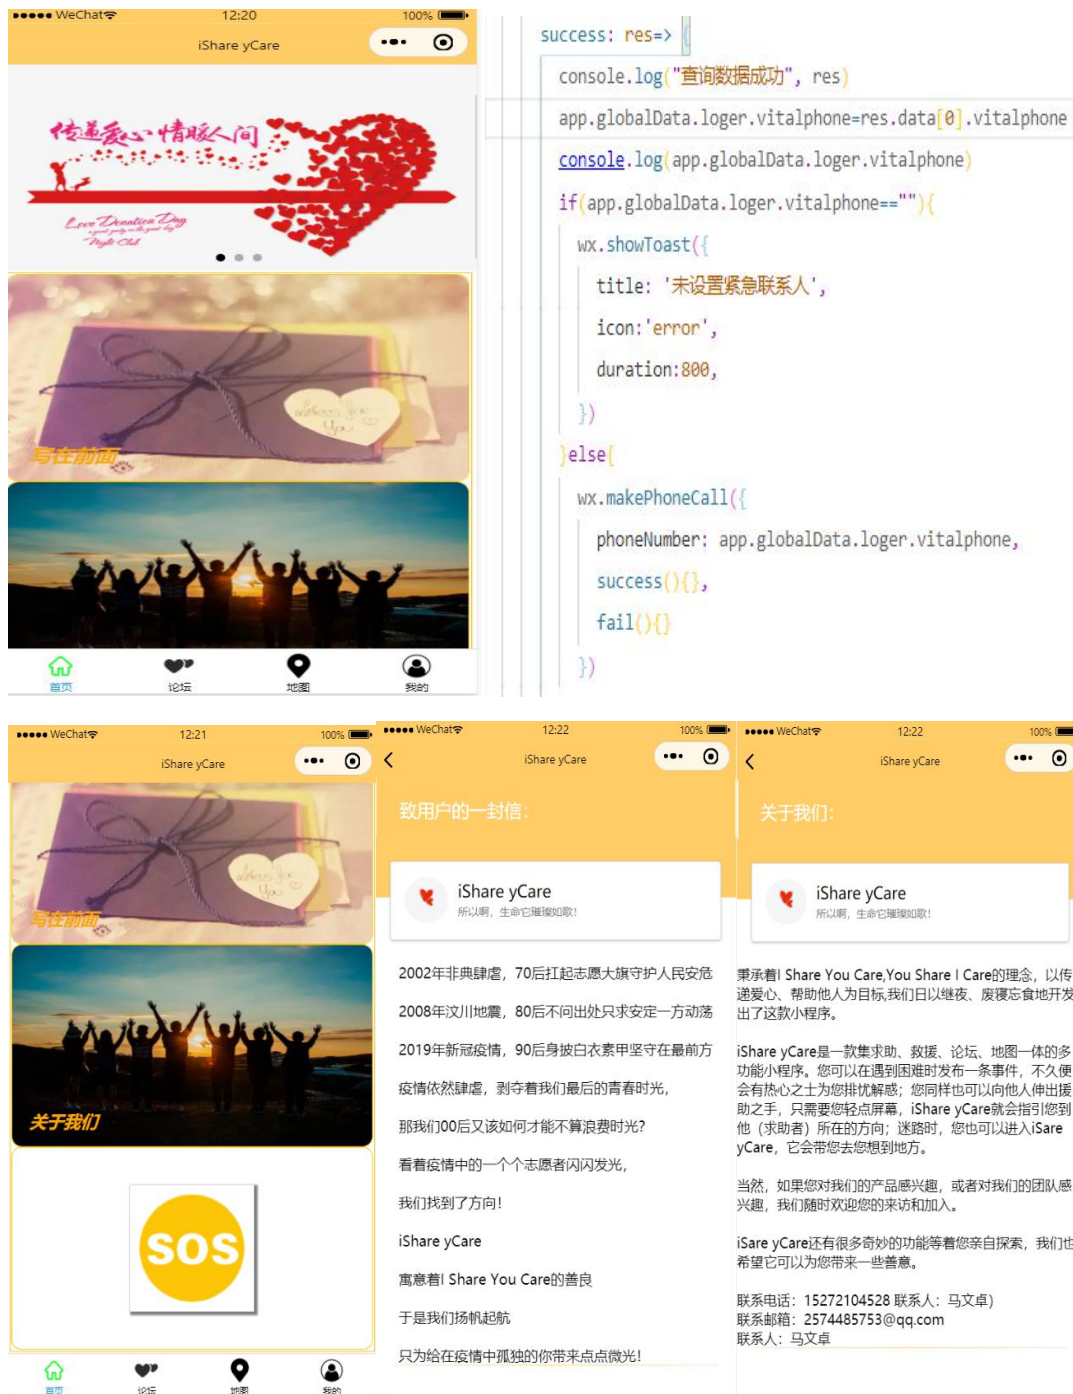 WeChat 12:20 100%
iShare yCare
传递爱心·情暖人间
Love Donation Day
Night Club
写在前面
首页 论坛 地图 我的
success: res=> {
console.log("查询数据成功", res)
app.globalData.loger.vitalphone=res.data[0].vitalphone
console.log(app.globalData.loger.vitalphone)
if(app.globalData.loger.vitalphone==""){
wx.showToast({
title: '未设置紧急联系人',
icon:'error',
duration:800,
})
}else{
wx.makePhoneCall({
phoneNumber: app.globalData.loger.vitalphone,
success(){},
fail(){}
})
WeChat 12:21 100%
iShare yCare
写在前面
关于我们
SOS
首页 论坛 地图 我的
WeChat 12:22 100%
iShare yCare
致用户的一封信：
iShare yCare
所以啊，生命它璀璨如歌！
2002年非典肆虐，70后扛起志愿大旗守护人民安危
2008年汶川地震，80后不问出处只求安定一方动荡
2019年新冠疫情，90后身披白衣素甲坚守在最前方
疫情依然肆虐，剥夺着我们最后的青春时光，
那我们00后又该如何才能不算浪费时光？
看着疫情中的一个个志愿者闪闪发光，
我们找到了方向！
iShare yCare
寓意着I Share You Care的善良
于是我们扬帆起航
只为给在疫情中孤独的你带来点点微光！
WeChat 12:22 100%
iShare yCare
关于我们：
iShare yCare
所以啊，生命它璀璨如歌！
秉承着I Share You Care,You Share I Care的理念，以传
递爱心、帮助他人为目标,我们日以继夜、废寝忘食地开发
出了这款小程序。
iShare yCare是一款集求助、救援、论坛、地图一体的多
功能小程序。您可以在遇到困难时发布一条事件，不久便
会有热心之士为您排忧解惑；您同样也可以向他人伸出援
助之手，只需要您轻点屏幕，iShare yCare就会指引您到
他（求助者）所在的方向；迷路时，您也可以进入iSare
yCare，它会带您去您想到地方。
当然，如果您对我们的产品感兴趣，或者对我们的团队感
兴趣，我们随时欢迎您的来访和加入。
iSare yCare还有很多奇妙的功能等着您亲自探索，我们也
希望它可以为您带来一些善意。
联系电话：15272104528 联系人：马文卓)
联系邮箱：2574485753@qq.com
联系人：马文卓